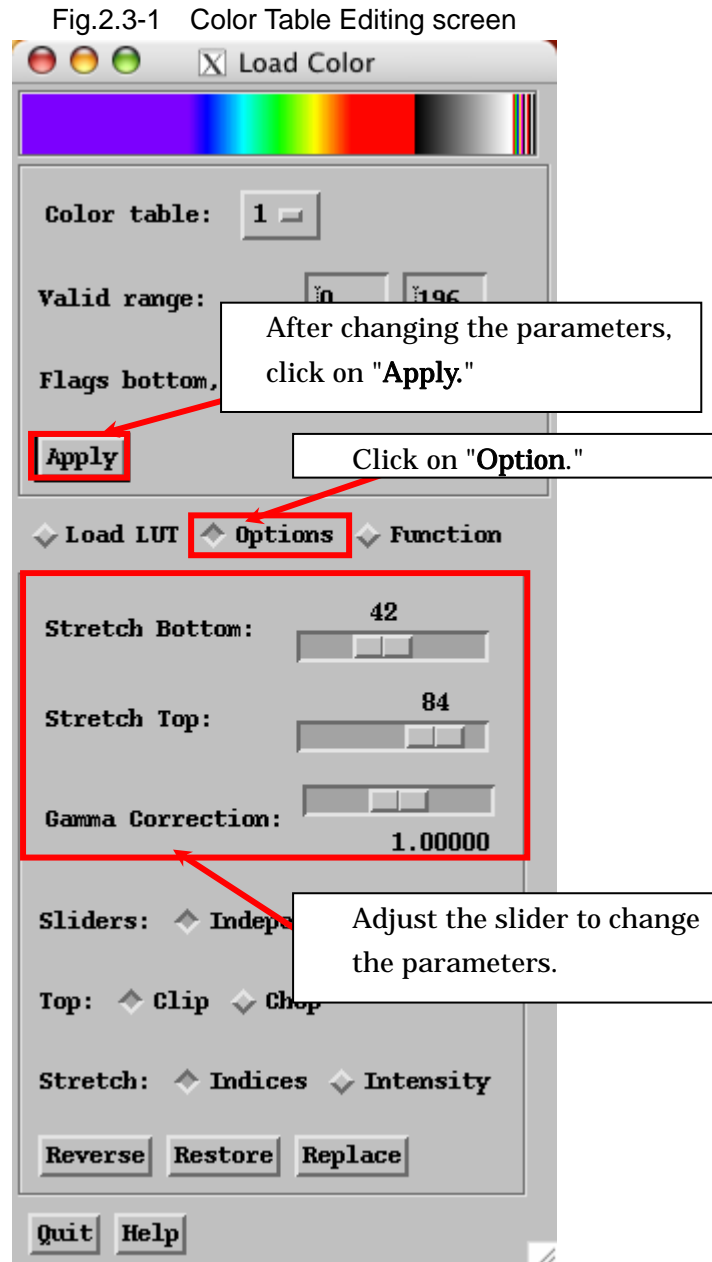 Fig.2.3-1 Color Table Editing screen
X Load Color
Color table: 1
Valid range: 0 196
After changing the parameters,
click on "Apply."
Flags bottom,
Apply
Click on "Option."
Load LUT Options Function
Stretch Bottom: 42
Stretch Top: 84
Gamma Correction: 1.00000
Sliders:
Adjust the slider to change
the parameters.
Top: Clip Chop
Stretch: Indices Intensity
Reverse Restore Replace
Quit Help